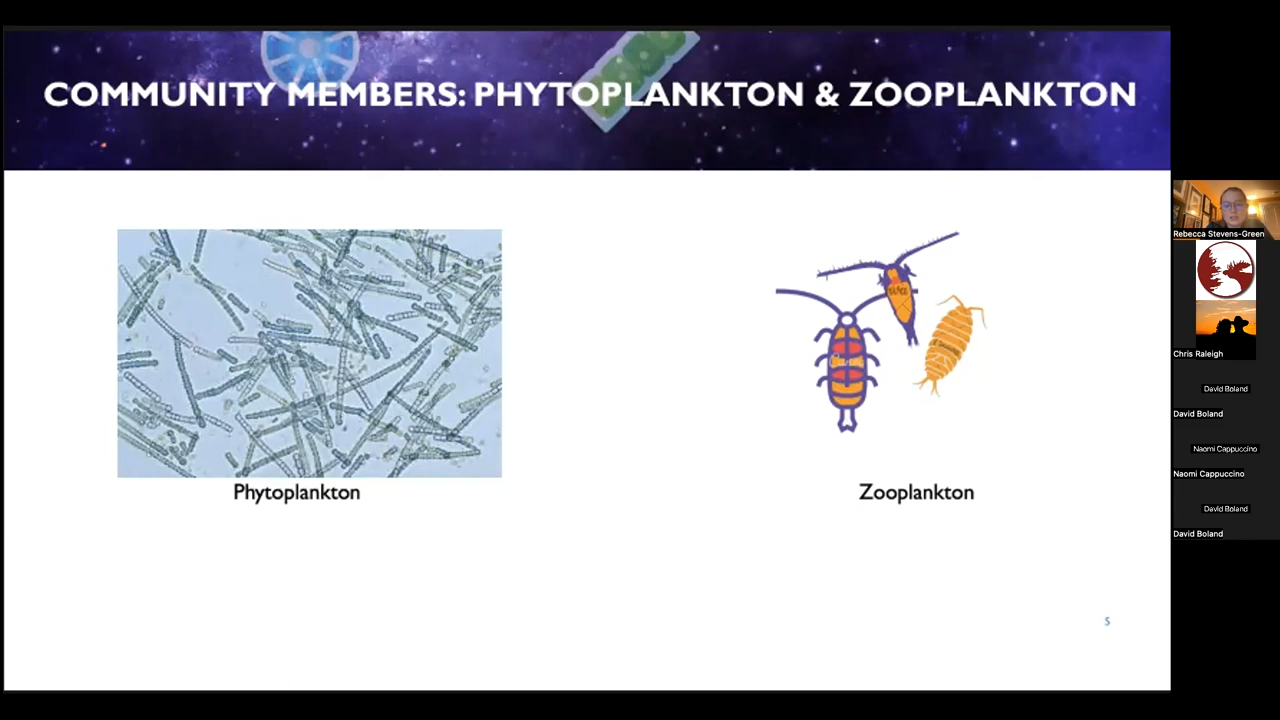 COMMUNITY MEMBERS: PHYTOPLANKTON & ZOOPLANKTON
Phytoplankton
Zooplankton
5
Rebecca Stevens-Green
Chris Raleigh
David Boland
David Boland
Naomi Cappuccino
Naomi Cappuccino
David Boland
David Boland